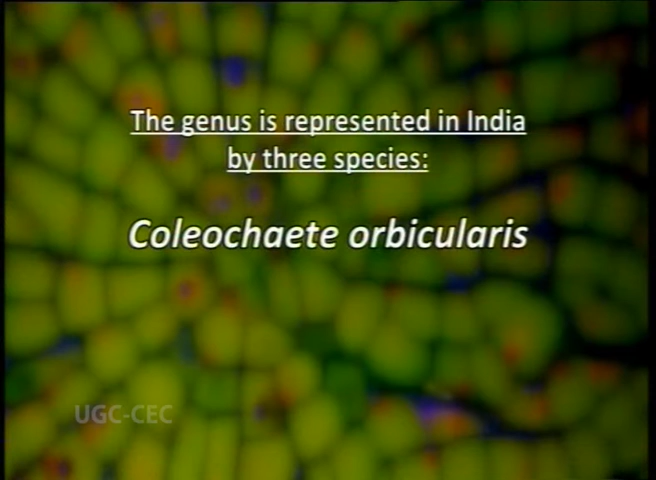 The genus is represented in India
by three species:
Coleochaete orbicularis
UGC-CEC